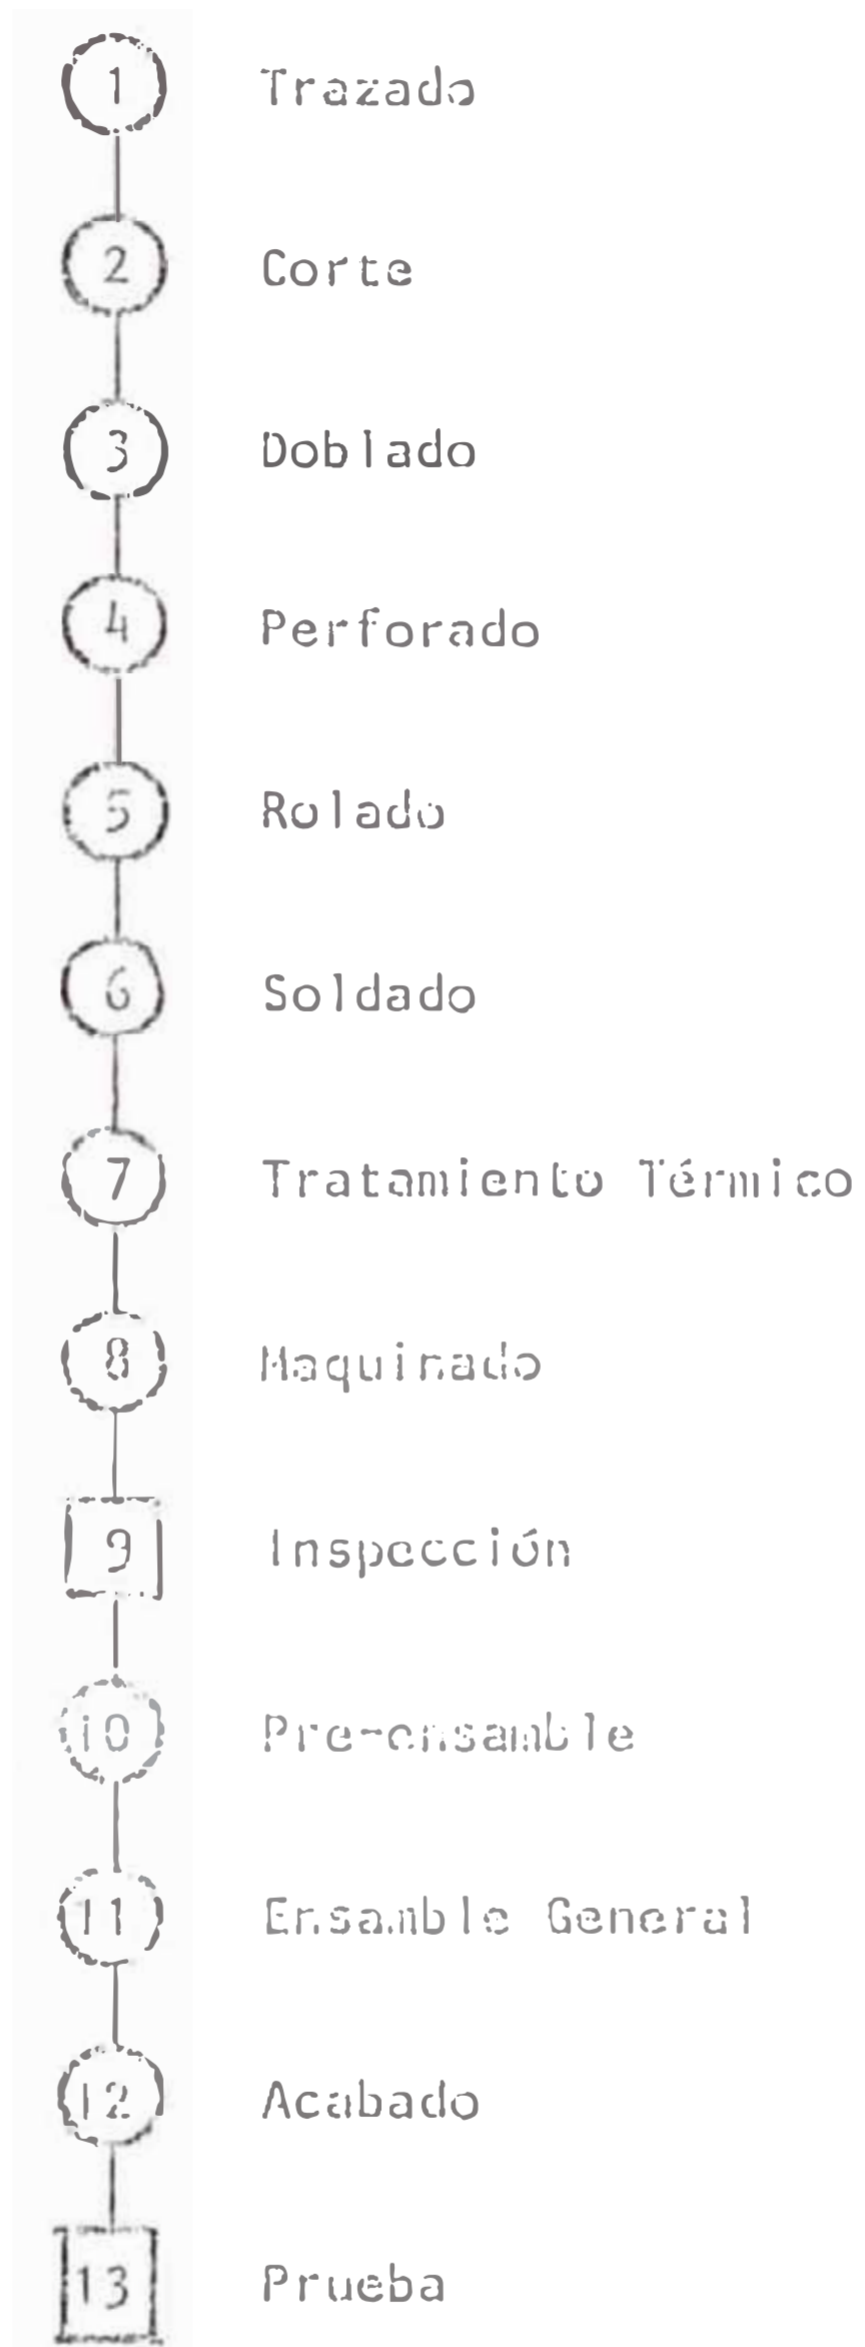 1 Trazado
2 Corte
3 Doblado
4 Perforado
5 Rolado
6 Soldado
7 Tratamiento Térmico
8 Maquinado
9 Inspección
10 Pre-ensamble
11 Ensamble General
12 Acabado
13 Prueba